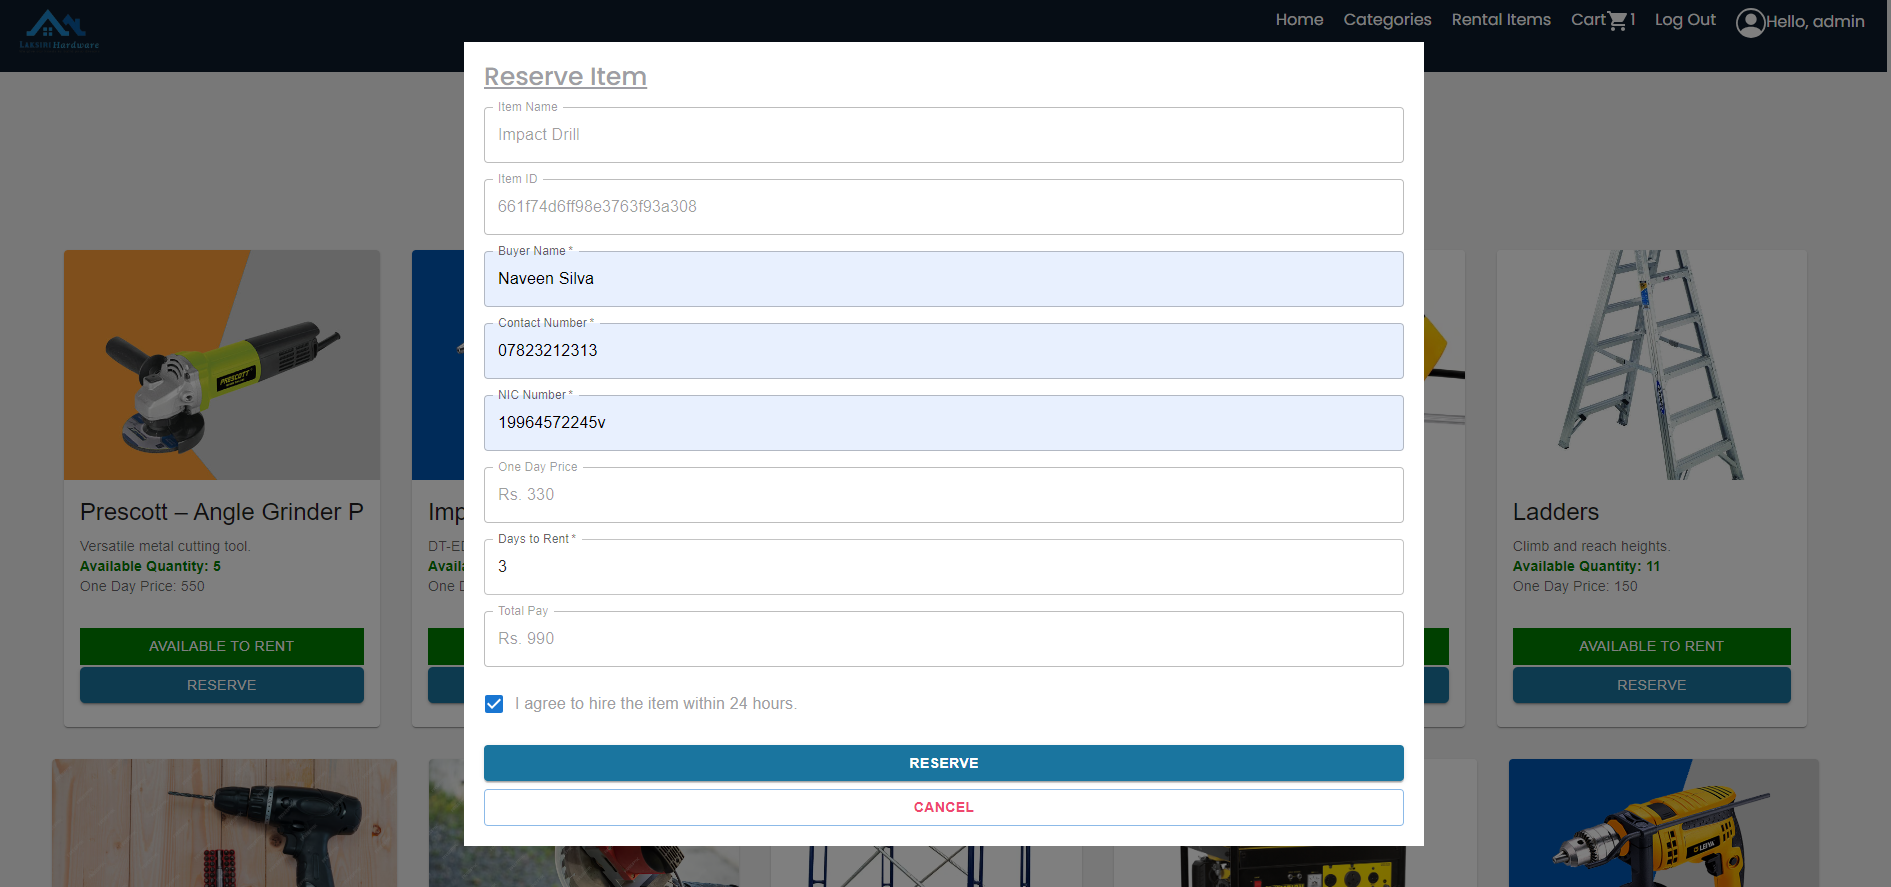 Laksiri Hardware
Home Categories Rental Items Cart 1 Log Out Hello, admin
Reserve Item
Item Name
Impact Drill
Item ID
661f74d6ff98e3763f93a308
Buyer Name *
Naveen Silva
Contact Number *
07823212313
NIC Number *
19964572245v
One Day Price
Rs. 330
Days to Rent *
3
Total Pay
Rs. 990
I agree to hire the item within 24 hours.
RESERVE
CANCEL
PRESCOTT
Prescott – Angle Grinder P
Versatile metal cutting tool.
Available Quantity: 5
One Day Price: 550
AVAILABLE TO RENT
RESERVE
Imp
DT-ED
Avail
One D
Ladders
Climb and reach heights.
Available Quantity: 11
One Day Price: 150
AVAILABLE TO RENT
RESERVE